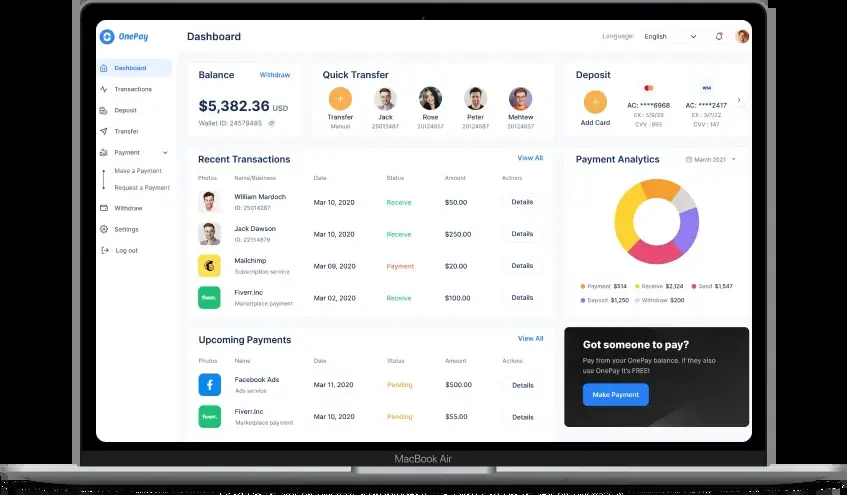 OnePay
Dashboard
Language: English
Dashboard
Transactions
Deposit
Transfer
Payment
Make a Payment
Request a Payment
Withdraw
Settings
Log out
Balance Withdraw
$5,382.36 USD
Wallet ID: 24579485
Quick Transfer
Transfer Jack Rose Peter Mehtew
Manual 25012487 20124857 20124857 20124857
Deposit
VISA
Add Card
AC: ****6968 AC: ****2417
EX : 5/9/26 EX : 3/7/22
CVV : 695 CVV : 147
Recent Transactions View All
Photos Name/Business Date Status Amount Actions
William Mardoch Mar 10, 2020 Receive $50.00 Details
ID: 25014287
Jack Dawson Mar 10, 2020 Receive $250.00 Details
ID: 22154879
Mailchimp Mar 09, 2020 Payment $20.00 Details
Subscription service
fiverr. Fiverr.inc Mar 02, 2020 Receive $100.00 Details
Marketplace payment
Payment Analytics March 2021
Payment $514 Receive $2,124 Send $1,547
Deposit $1,250 Withdraw $200
Upcoming Payments View All
Photos Name Date Status Amount Actions
f Facebook Ads Mar 11, 2020 Pending $500.00 Details
Ads service
fiverr. Fiverr.inc Mar 10, 2020 Pending $55.00 Details
Marketplace payment
Got someone to pay?
Pay from your OnePay balance. If they also
use OnePay It's FREE!
Make Payment
MacBook Air